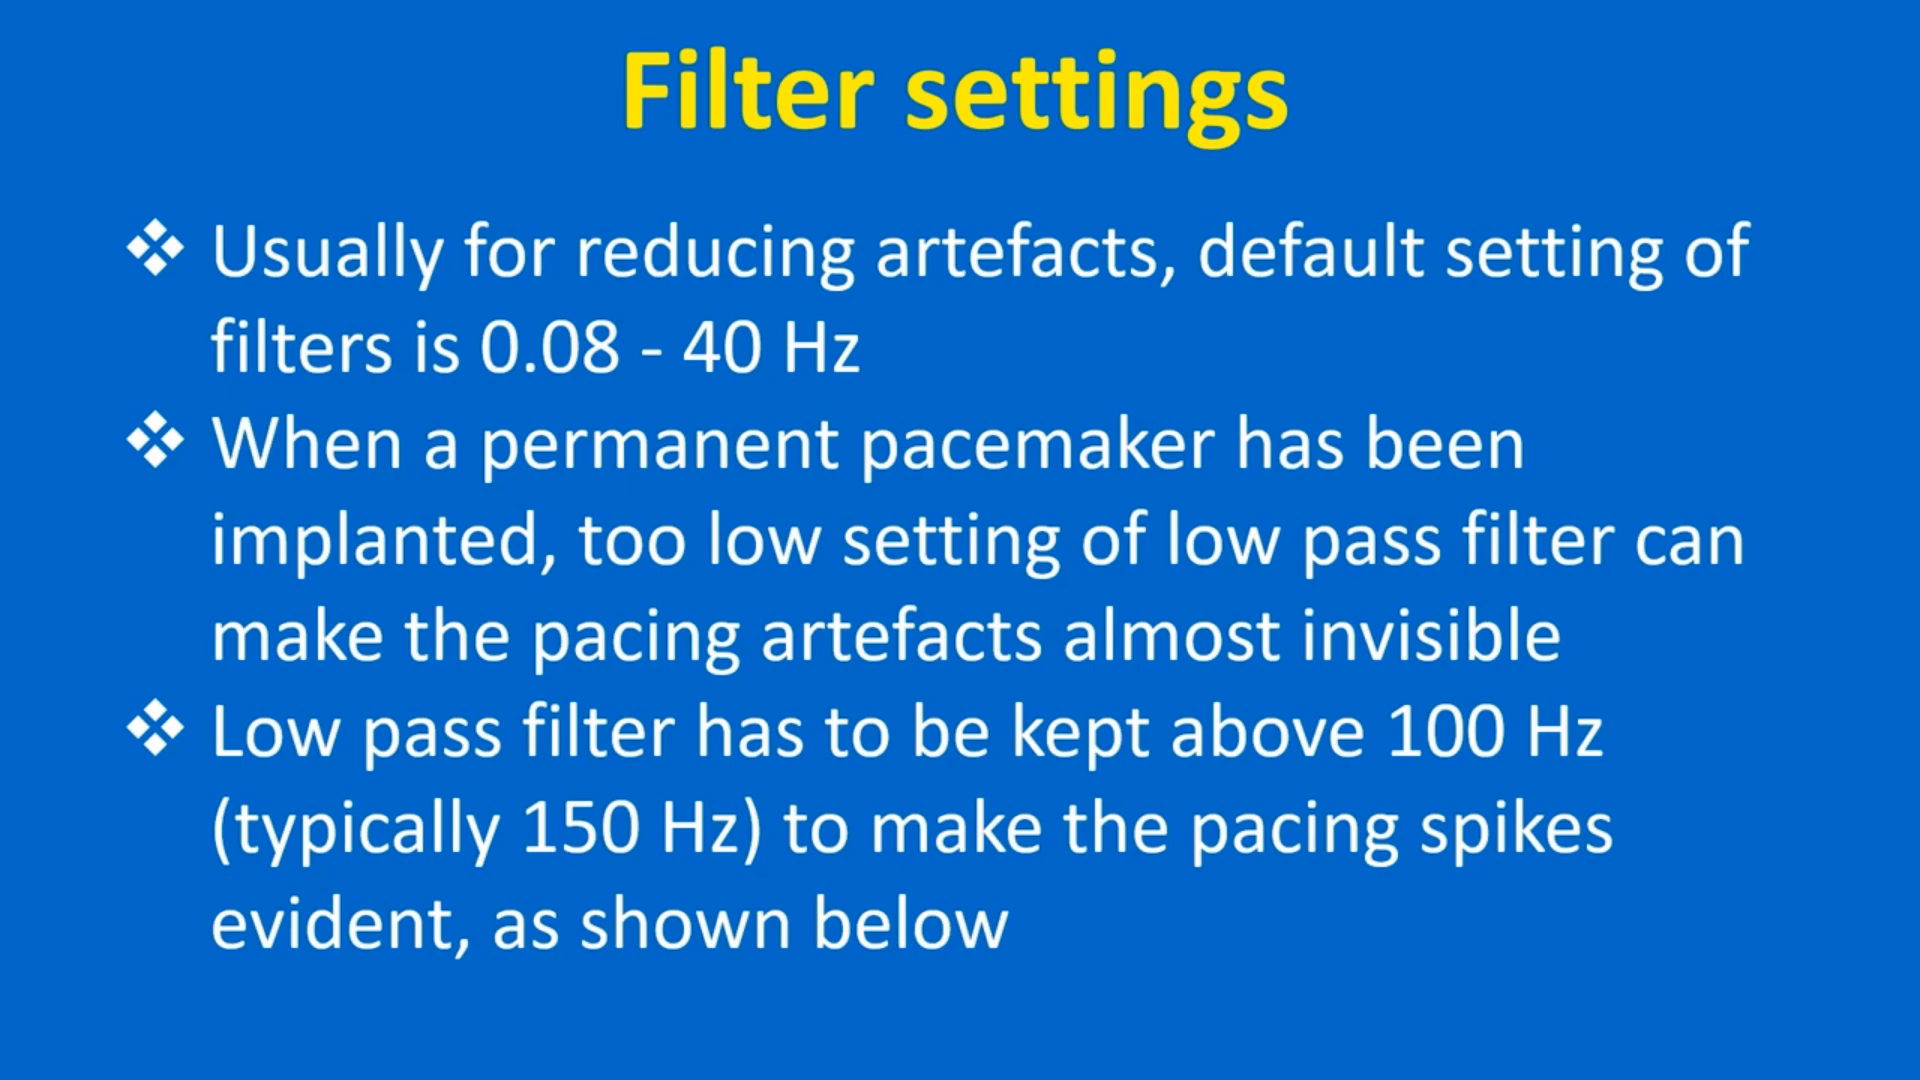 Filter settings
❖ Usually for reducing artefacts, default setting of
filters is 0.08 - 40 Hz
❖ When a permanent pacemaker has been
implanted, too low setting of low pass filter can
make the pacing artefacts almost invisible
❖ Low pass filter has to be kept above 100 Hz
(typically 150 Hz) to make the pacing spikes
evident, as shown below